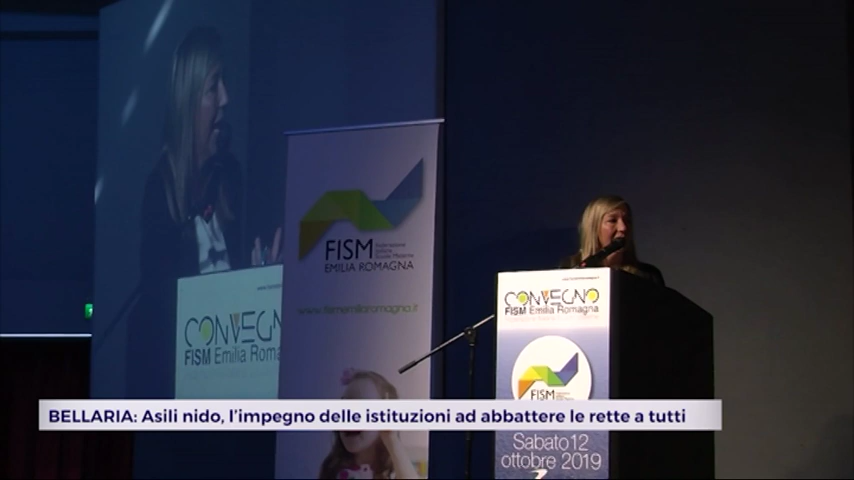 FISM
Federazione
Italiana
Scuole Materne
EMILIA ROMAGNA
www.fismemiliaromagna.it
CONVEGNO
FISM Emilia Roma
CONVEGNO
FISM Emilia Romagna
FISM
BELLARIA: Asili nido, l'impegno delle istituzioni ad abbattere le rette a tutti
Sabato 12
ottobre 2019